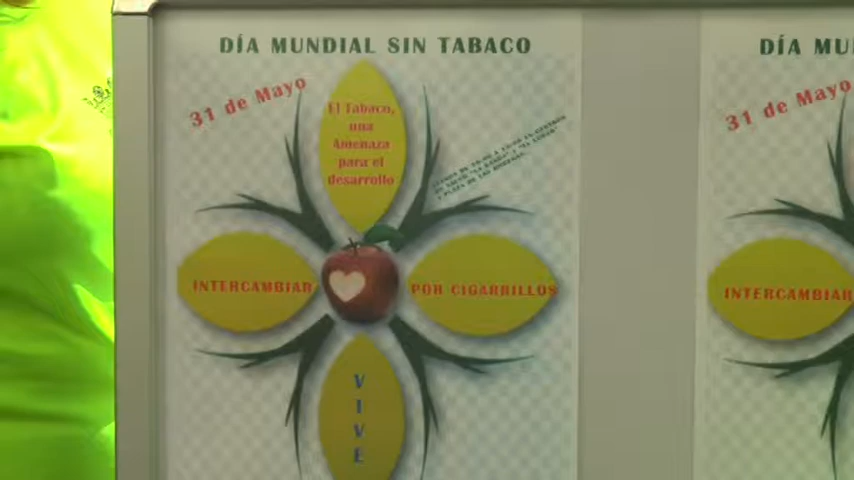 DÍA MUNDIAL SIN TABACO
31 de Mayo
El Tabaco,
una
Amenaza
para el
desarrollo
INTERCAMBIAR
POR CIGARRILLOS
V
I
V
E
DÍA MU
31 de Mayo
INTERCAMBIAR